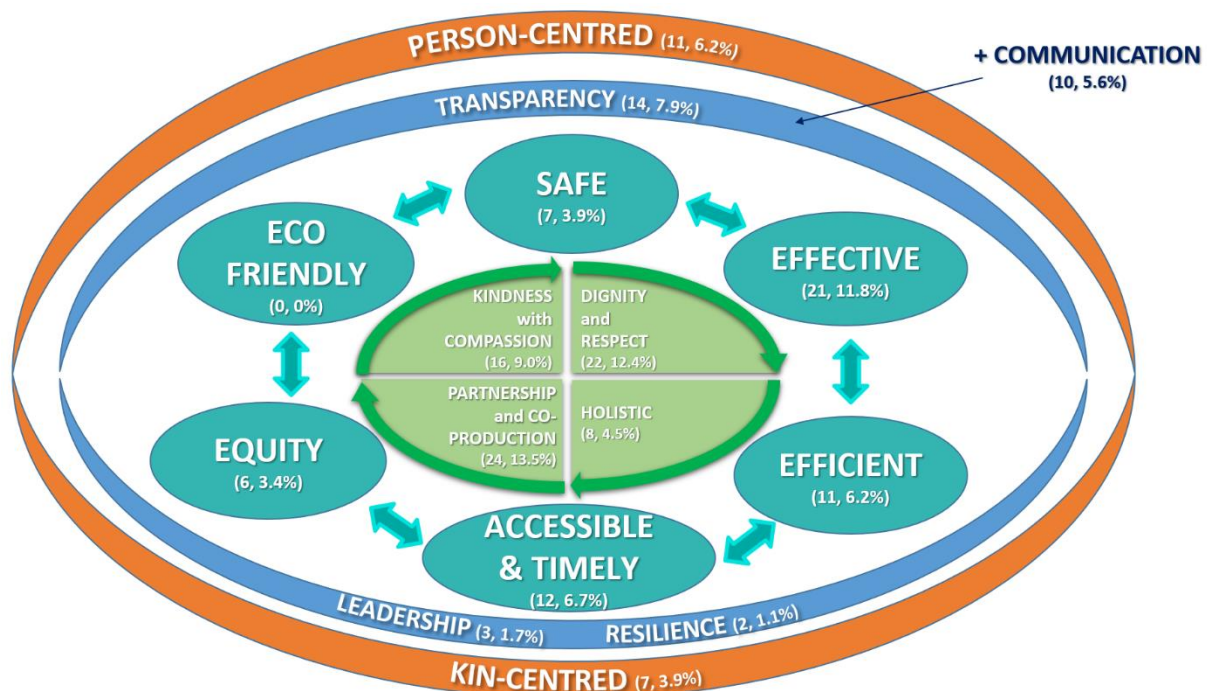 PERSON-CENTRED (11, 6.2%)
+ COMMUNICATION
(10, 5.6%)
TRANSPARENCY (14, 7.9%)
SAFE
(7, 3.9%)
ECO
FRIENDLY
(0, 0%)
EFFECTIVE
(21, 11.8%)
KINDNESS
with
COMPASSION
(16, 9.0%)
DIGNITY
and
RESPECT
(22, 12.4%)
PARTNERSHIP
and CO-
PRODUCTION
(24, 13.5%)
HOLISTIC
(8, 4.5%)
EQUITY
(6, 3.4%)
EFFICIENT
(11, 6.2%)
ACCESSIBLE
& TIMELY
(12, 6.7%)
LEADERSHIP (3, 1.7%)
RESILIENCE (2, 1.1%)
KIN-CENTRED (7, 3.9%)